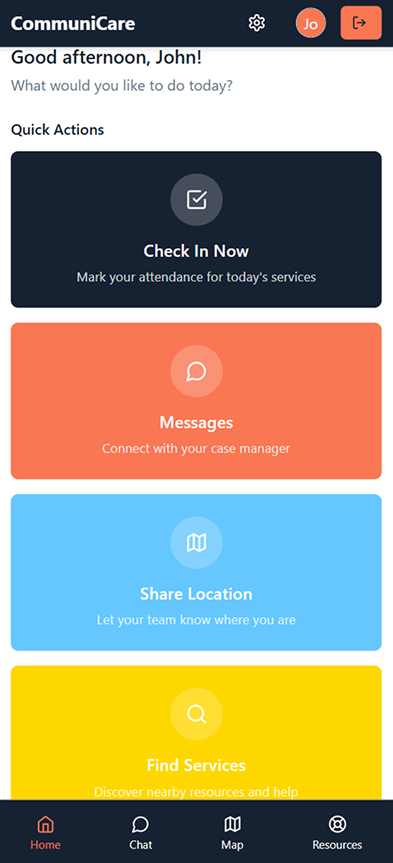 CommuniCare
Jo
Good afternoon, John!
What would you like to do today?
Quick Actions
Check In Now
Mark your attendance for today's services
Messages
Connect with your case manager
Share Location
Let your team know where you are
Find Services
Discover nearby resources and help
Home
Chat
Map
Resources